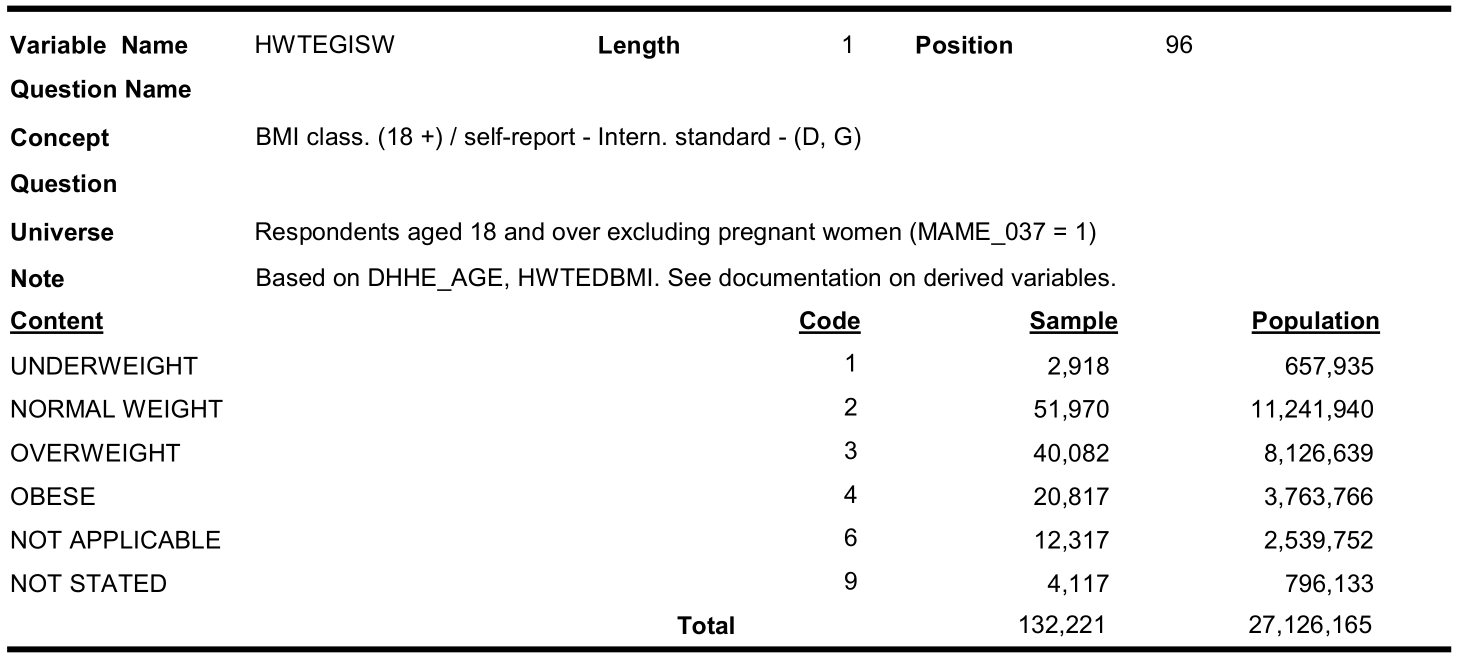 Variable Name HWTEGISW Length 1 Position 96
Question Name
Concept BMI class. (18 +) / self-report - Intern. standard - (D, G)
Question
Universe Respondents aged 18 and over excluding pregnant women (MAME_037 = 1)
Note Based on DHHE_AGE, HWTEDBMI. See documentation on derived variables.
Content Code Sample Population
UNDERWEIGHT 1 2,918 657,935
NORMAL WEIGHT 2 51,970 11,241,940
OVERWEIGHT 3 40,082 8,126,639
OBESE 4 20,817 3,763,766
NOT APPLICABLE 6 12,317 2,539,752
NOT STATED 9 4,117 796,133
Total 132,221 27,126,165